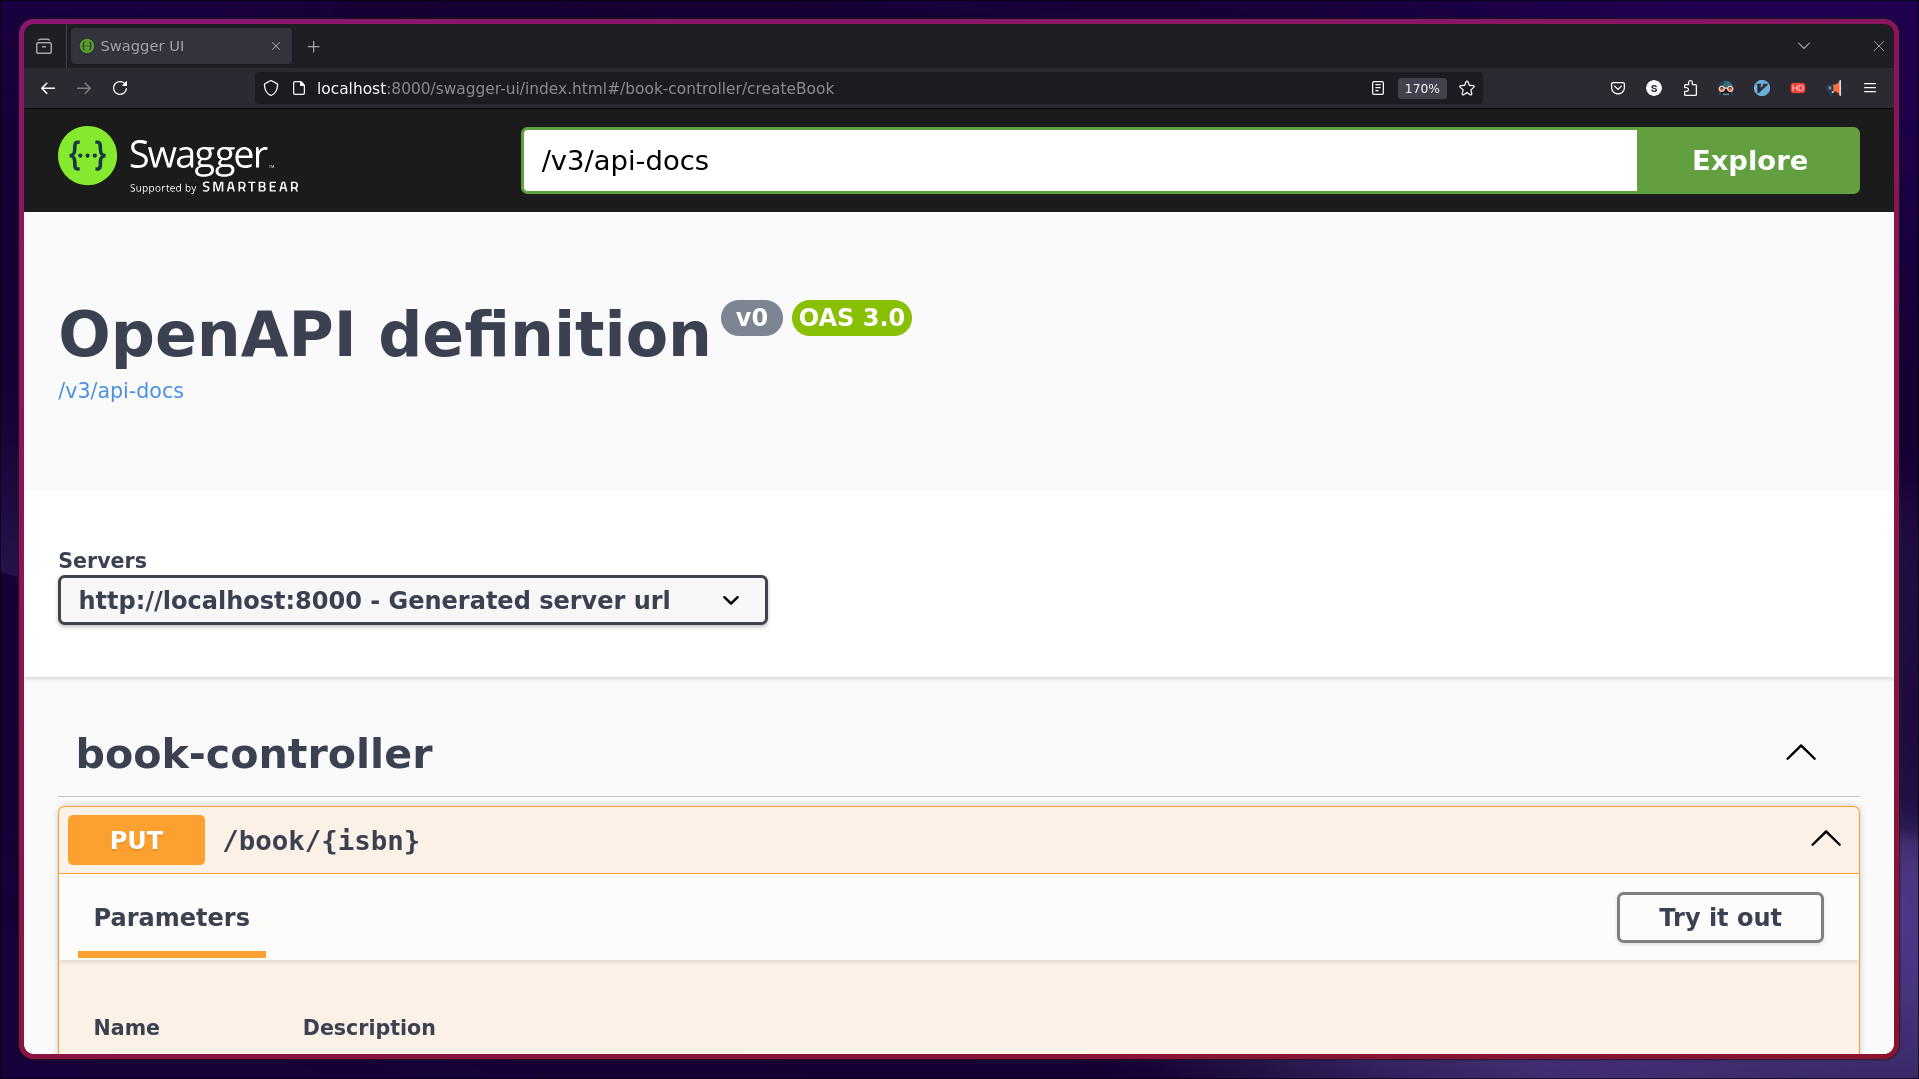 Swagger UI
localhost:8000/swagger-ui/index.html#/book-controller/createBook
170%
S
HD
{···} Swagger™
Supported by SMARTBEAR
/v3/api-docs
Explore
OpenAPI definition v0 OAS 3.0
/v3/api-docs
Servers
http://localhost:8000 - Generated server url
book-controller
PUT /book/{isbn}
Parameters
Try it out
Name Description